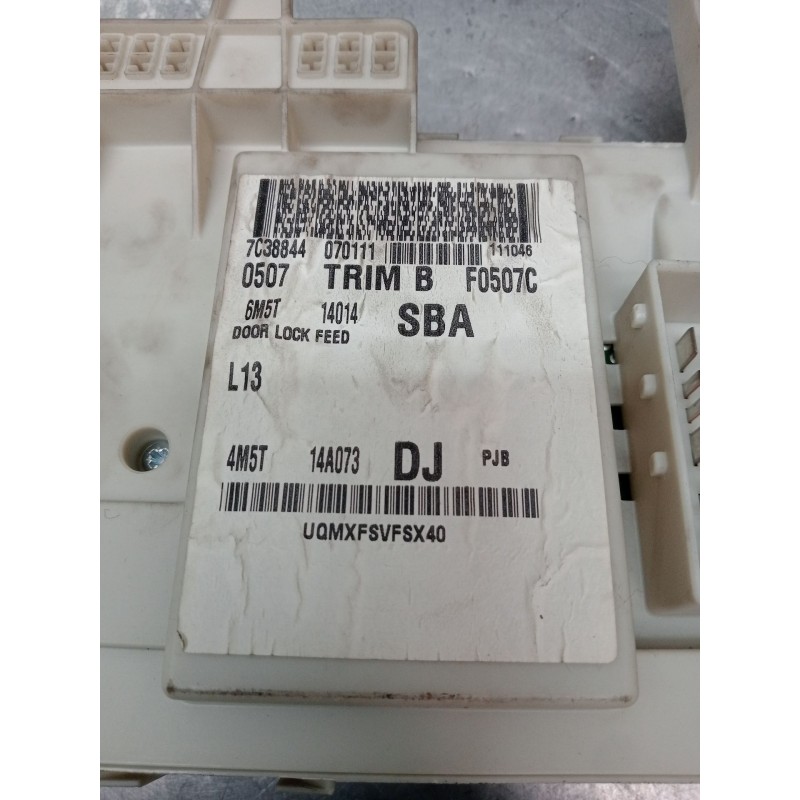 7C38844 070111 111046
0507 TRIM B F0507C
6M5T 14014 SBA
DOOR LOCK FEED
L13
4M5T 14A073 DJ PJB
UQMXFSVFSX40